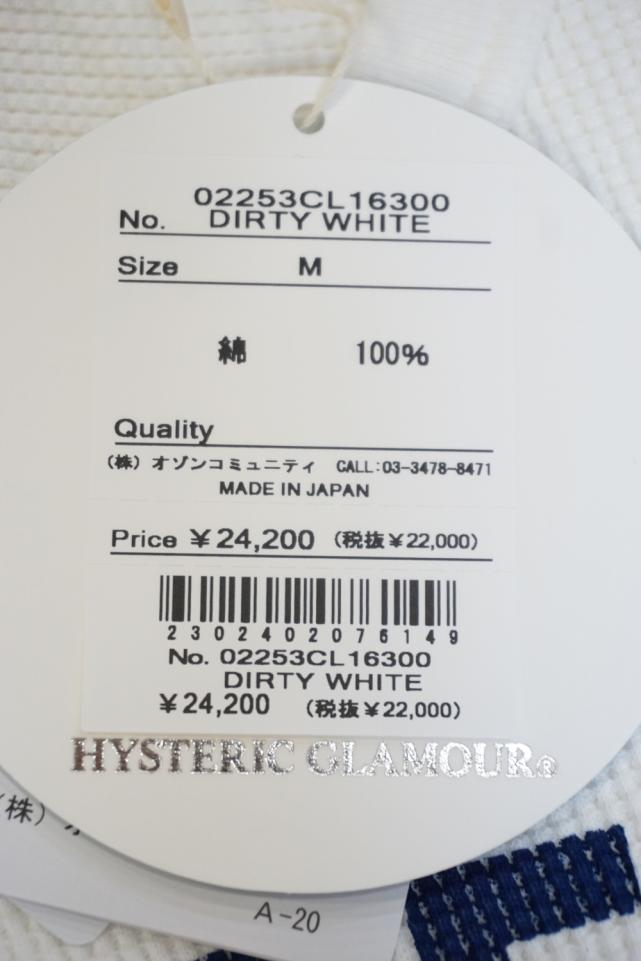 02253CL16300
No. DIRTY WHITE
Size M
綿 100%
Quality
(株) オゾンコミュニティ CALL:03-3478-8471
MADE IN JAPAN
Price ¥24,200 (税抜¥22,000)
2302402076149
No. 02253CL16300
DIRTY WHITE
¥24,200 (税抜¥22,000)
HYSTERIC GLAMOUR®
(株)
A-20